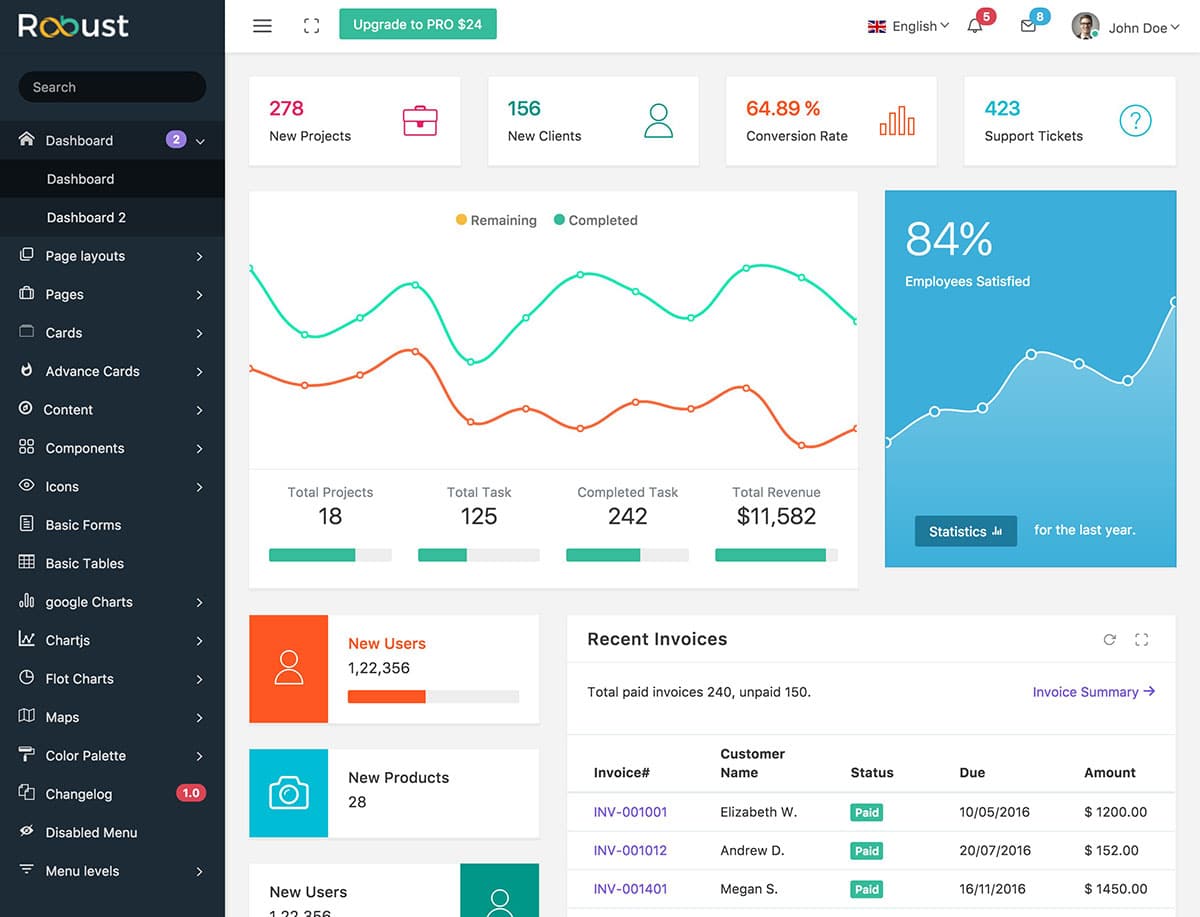 Robust
Upgrade to PRO $24
English
5
8
John Doe
Search
Dashboard 2
Dashboard
Dashboard 2
Page layouts
Pages
Cards
Advance Cards
Content
Components
Icons
Basic Forms
Basic Tables
google Charts
Chartjs
Flot Charts
Maps
Color Palette
Changelog 1.0
Disabled Menu
Menu levels
278
New Projects
156
New Clients
64.89 %
Conversion Rate
423
Support Tickets
?
Remaining Completed
Total Projects
18
Total Task
125
Completed Task
242
Total Revenue
$11,582
84%
Employees Satisfied
Statistics for the last year.
New Users
1,22,356
New Products
28
New Users
1,22,356
Recent Invoices
Total paid invoices 240, unpaid 150. Invoice Summary
Invoice# Customer Name Status Due Amount
INV-001001 Elizabeth W. Paid 10/05/2016 $ 1200.00
INV-001012 Andrew D. Paid 20/07/2016 $ 152.00
INV-001401 Megan S. Paid 16/11/2016 $ 1450.00